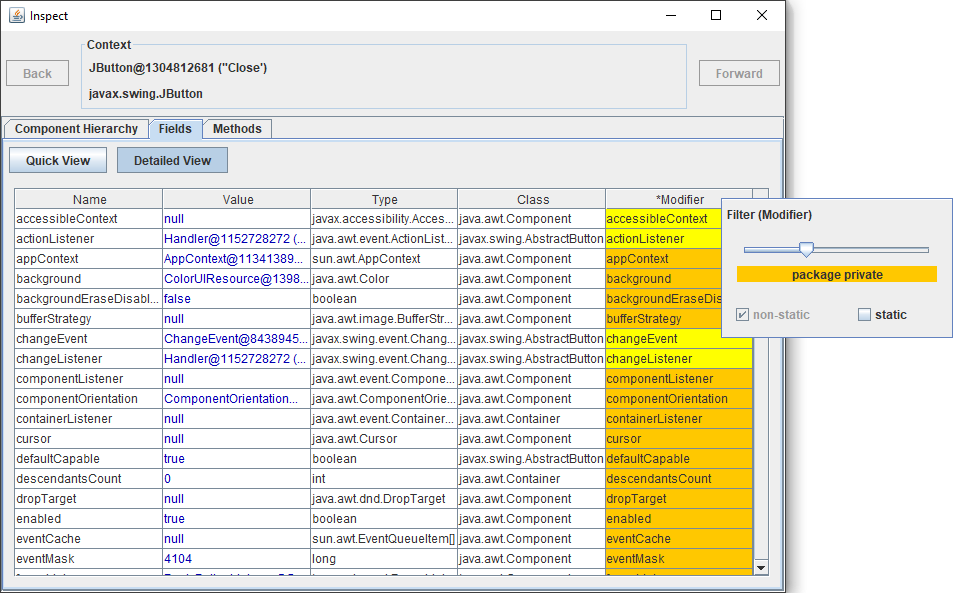 Inspect
Context
Back
JButton@1304812681 ("Close')
javax.swing.JButton
Forward
Component Hierarchy Fields Methods
Quick View Detailed View
Name Value Type Class *Modifier
accessibleContext null javax.accessibility.Acces... java.awt.Component accessibleContext
actionListener Handler@1152728272 (... java.awt.event.ActionList... javax.swing.AbstractButton actionListener
appContext AppContext@11341389... sun.awt.AppContext java.awt.Component appContext
background ColorUIResource@1398... java.awt.Color java.awt.Component background
backgroundEraseDisabl... false boolean java.awt.Component backgroundEraseDis
bufferStrategy null java.awt.image.BufferStr... java.awt.Component bufferStrategy
changeEvent ChangeEvent@8438945... javax.swing.event.Chang... javax.swing.AbstractButton changeEvent
changeListener Handler@1152728272 (... javax.swing.event.Chang... javax.swing.AbstractButton changeListener
componentListener null java.awt.event.Compone... java.awt.Component componentListener
componentOrientation ComponentOrientation... java.awt.ComponentOrie... java.awt.Component componentOrientation
containerListener null java.awt.event.Container... java.awt.Container containerListener
cursor null java.awt.Cursor java.awt.Component cursor
defaultCapable true boolean javax.swing.AbstractButton defaultCapable
descendantsCount 0 int java.awt.Container descendantsCount
dropTarget null java.awt.dnd.DropTarget java.awt.Component dropTarget
enabled true boolean java.awt.Component enabled
eventCache null sun.awt.EventQueueItem[] java.awt.Component eventCache
eventMask 4104 long java.awt.Component eventMask
Filter (Modifier)
package private
non-static static